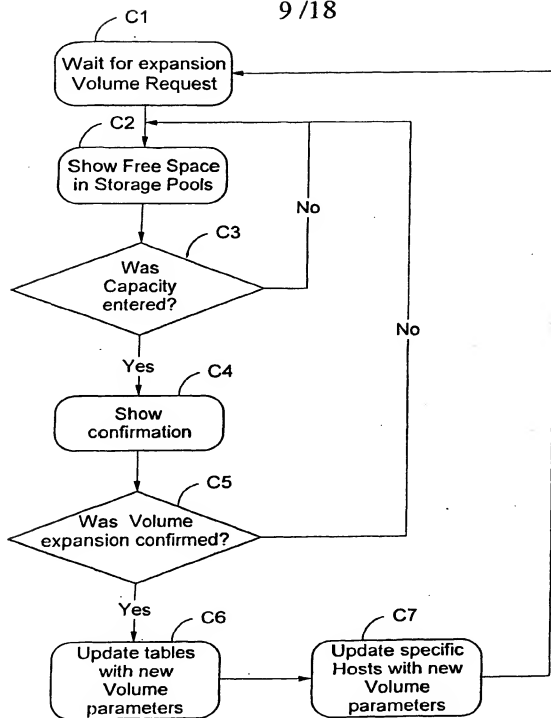 9/18
C1
Wait for expansion
Volume Request
C2
Show Free Space
in Storage Pools
No
C3
Was
Capacity
entered?
No
Yes
C4
Show
confirmation
C5
Was Volume
expansion confirmed?
Yes
C6
Update tables
with new
Volume
parameters
C7
Update specific
Hosts with new
Volume
parameters